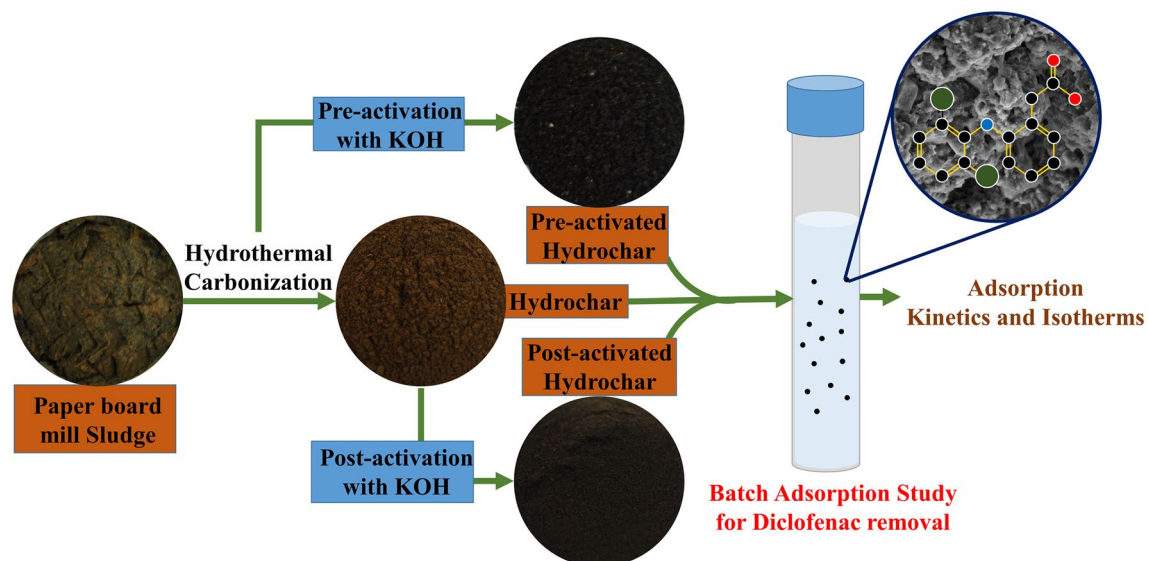 Pre-activation
with KOH
Pre-activated
Hydrochar
Hydrothermal
Carbonization
Hydrochar
Adsorption
Kinetics and Isotherms
Post-activated
Hydrochar
Paper board
mill Sludge
Post-activation
with KOH
Batch Adsorption Study
for Diclofenac removal